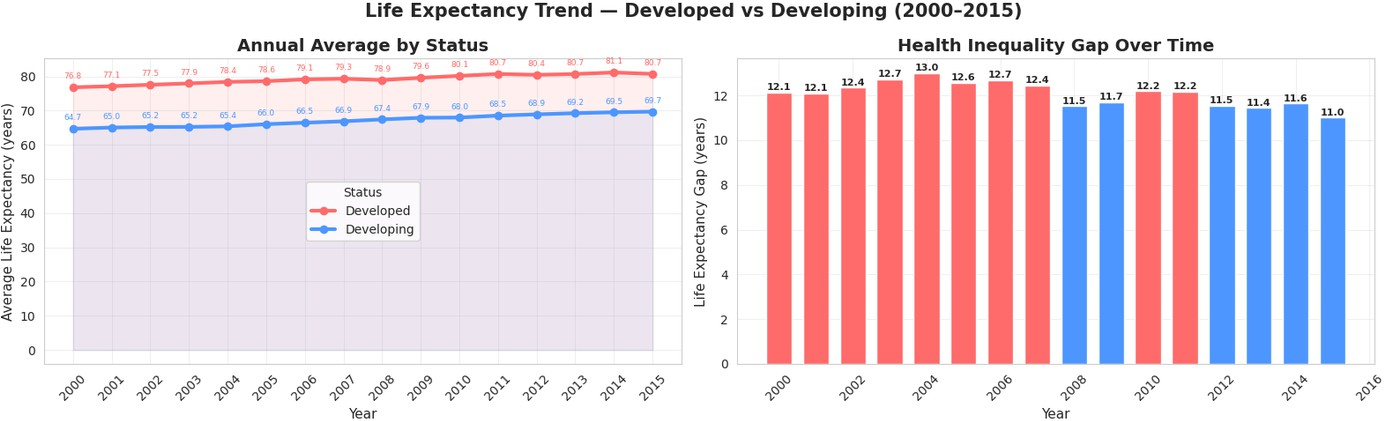 Life Expectancy Trend — Developed vs Developing (2000–2015)
Annual Average by Status
Average Life Expectancy (years)
80
70
60
50
40
30
20
10
0
76.8 77.1 77.5 77.9 78.4 78.6 79.1 79.3 78.9 79.6 80.1 80.7 80.4 80.7 81.1 80.7
64.7 65.0 65.2 65.2 65.4 66.0 66.5 66.9 67.4 67.9 68.0 68.5 68.9 69.2 69.5 69.7
Status
Developed
Developing
2000 2001 2002 2003 2004 2005 2006 2007 2008 2009 2010 2011 2012 2013 2014 2015
Year
Health Inequality Gap Over Time
Life Expectancy Gap (years)
12
10
8
6
4
2
0
12.1 12.1 12.4 12.7 13.0 12.6 12.7 12.4 11.5 11.7 12.2 12.2 11.5 11.4 11.6 11.0
2000 2002 2004 2006 2008 2010 2012 2014 2016
Year